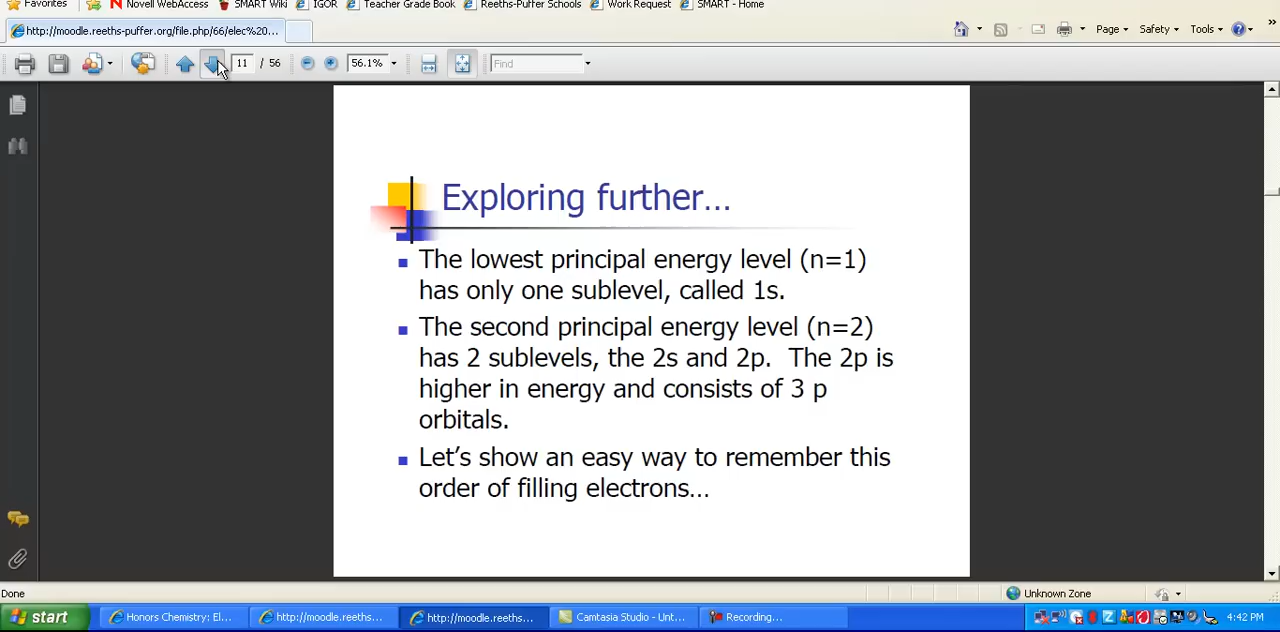 Favorites Novell WebAccess SMART Wiki IGOR Teacher Grade Book Reeths-Puffer Schools Work Request SMART - Home
http://moodle.reeths-puffer.org/file.php/66/elec%20...
Page Safety Tools
11 / 56 56.1% Find
Exploring further...
The lowest principal energy level (n=1)
has only one sublevel, called 1s.
The second principal energy level (n=2)
has 2 sublevels, the 2s and 2p. The 2p is
higher in energy and consists of 3 p
orbitals.
Let's show an easy way to remember this
order of filling electrons...
Done Unknown Zone
start Honors Chemistry: El... http://moodle.reeths... http://moodle.reeths... Camtasia Studio - Unt... Recording... 4:42 PM